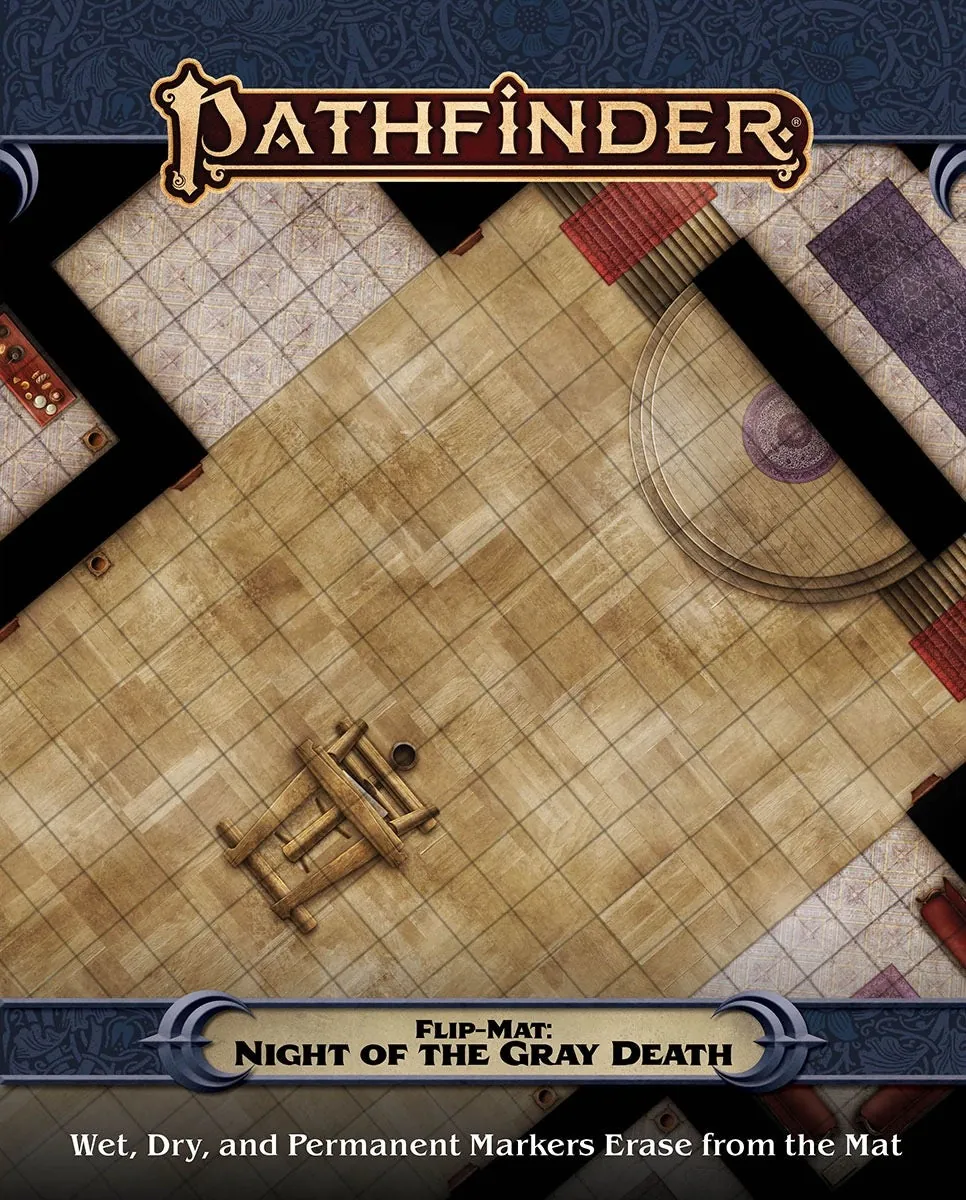 PATHFINDER®
FLIP-MAT:
NIGHT OF THE GRAY DEATH
WET, DRY, AND PERMANENT MARKERS ERASE FROM THE MAT